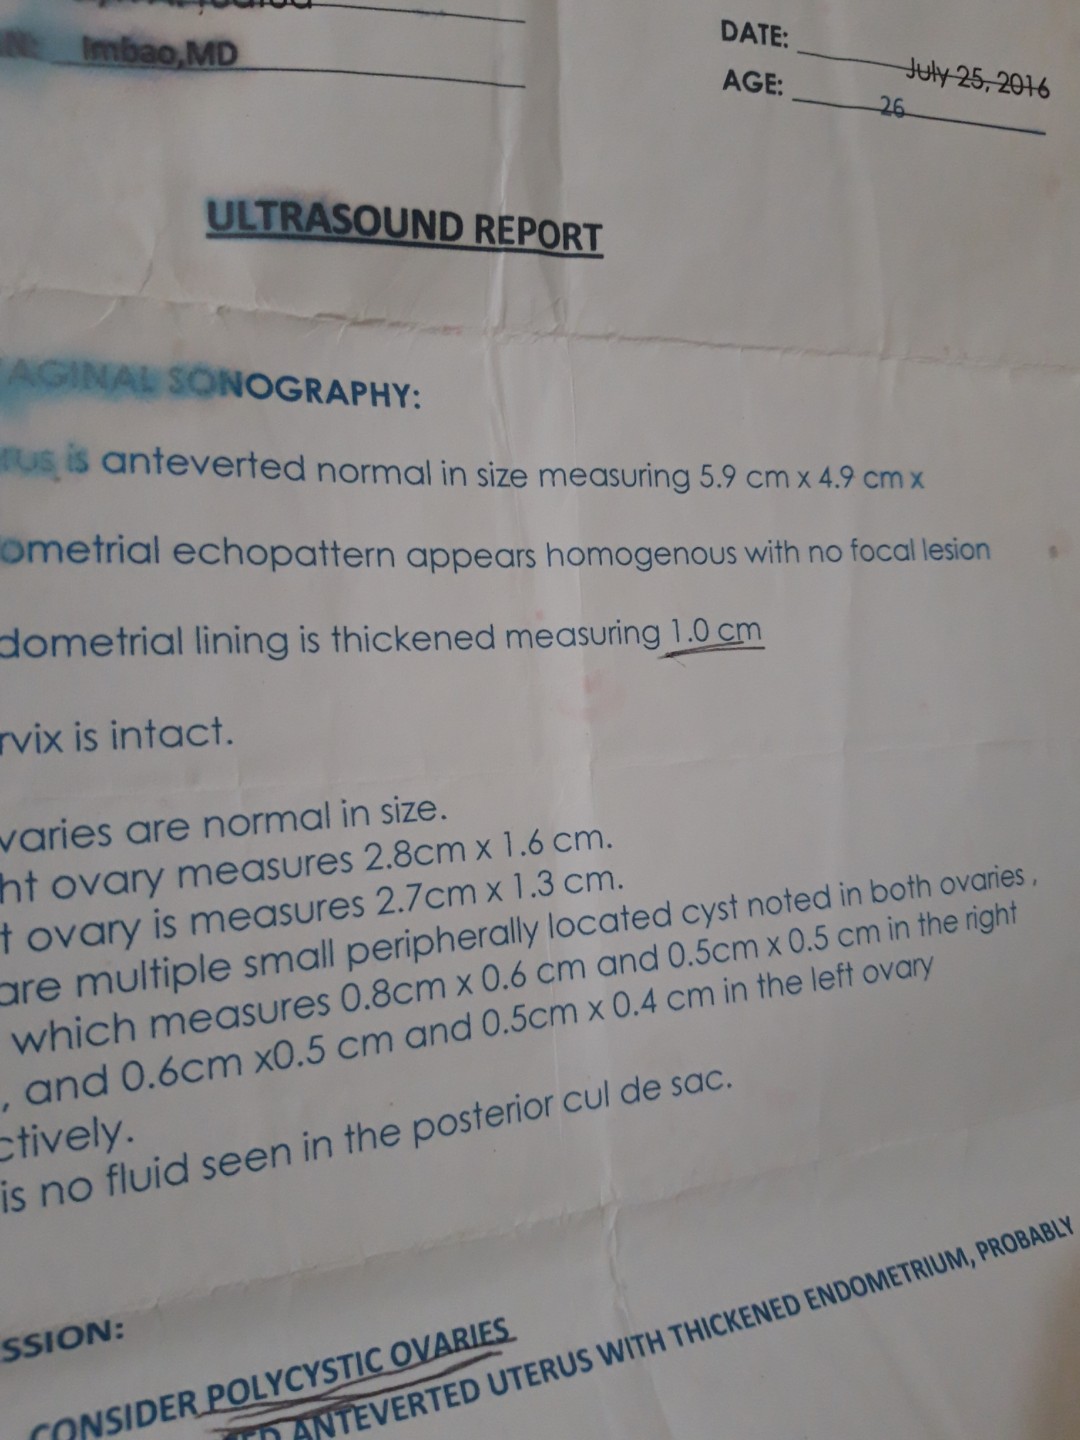 Imbao,MD
DATE: July 25, 2016
AGE: 26
ULTRASOUND REPORT
AGINAL SONOGRAPHY:
rus is anteverted normal in size measuring 5.9 cm x 4.9 cm x
ometrial echopattern appears homogenous with no focal lesion
dometrial lining is thickened measuring 1.0 cm
rvix is intact.
varies are normal in size.
ht ovary measures 2.8cm x 1.6 cm.
t ovary is measures 2.7cm x 1.3 cm.
are multiple small peripherally located cyst noted in both ovaries ,
which measures 0.8cm x 0.6 cm and 0.5cm x 0.5 cm in the right
, and 0.6cm x0.5 cm and 0.5cm x 0.4 cm in the left ovary
ctively.
is no fluid seen in the posterior cul de sac.
SSION:
CONSIDER POLYCYSTIC OVARIES
ANTEVERTED UTERUS WITH THICKENED ENDOMETRIUM, PROBABLY